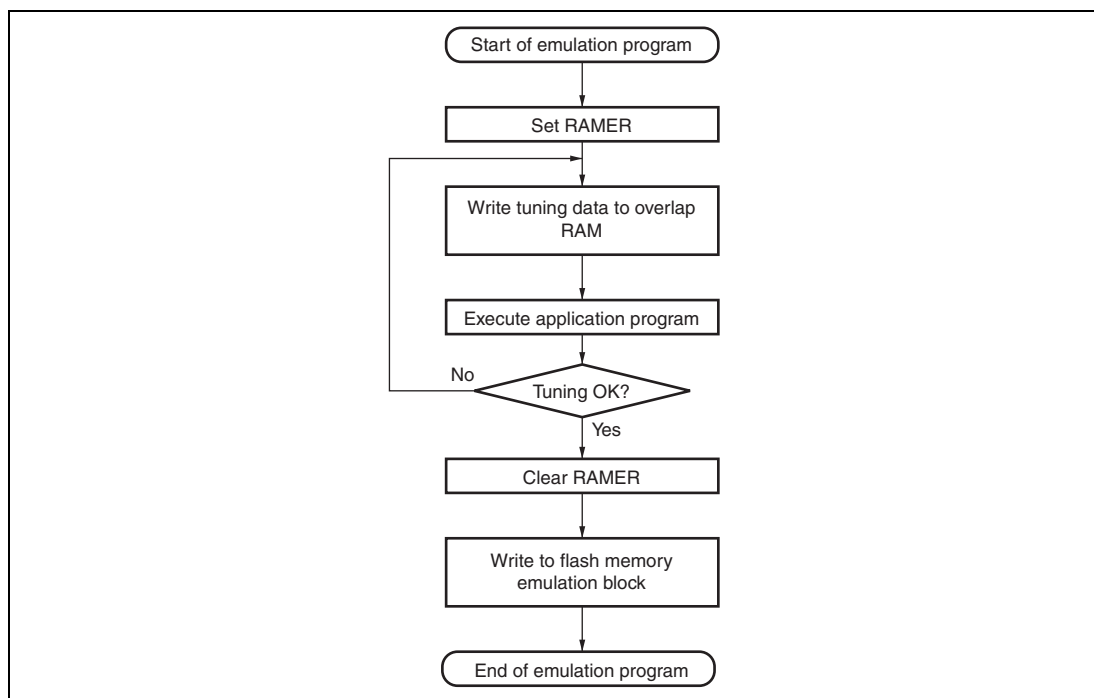 Start of emulation program
Set RAMER
Write tuning data to overlap
RAM
Execute application program
No
Tuning OK?
Yes
Clear RAMER
Write to flash memory
emulation block
End of emulation program